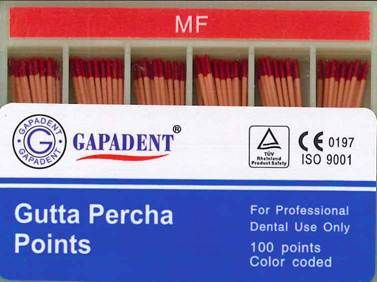 MF
GAPADENT
GAPADENT
G
GAPADENT®
TÜV
Rheinland
Product Safety
CE 0197
ISO 9001
Gutta Percha
Points
For Professional
Dental Use Only
100 points
Color coded